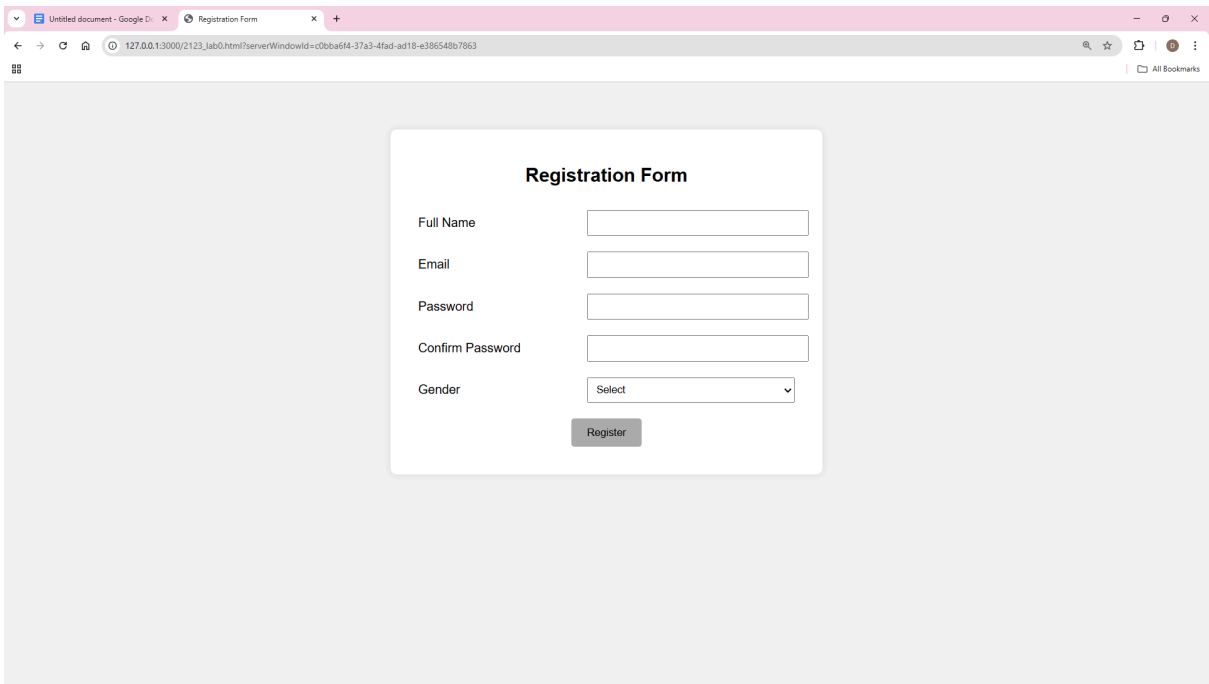 Untitled document - Google Do
Registration Form
127.0.0.1:3000/2123_lab0.html?serverWindowId=c0bba6f4-37a3-4fad-ad18-e386548b7863
D
All Bookmarks
Registration Form
Full Name
Email
Password
Confirm Password
Gender Select
Register